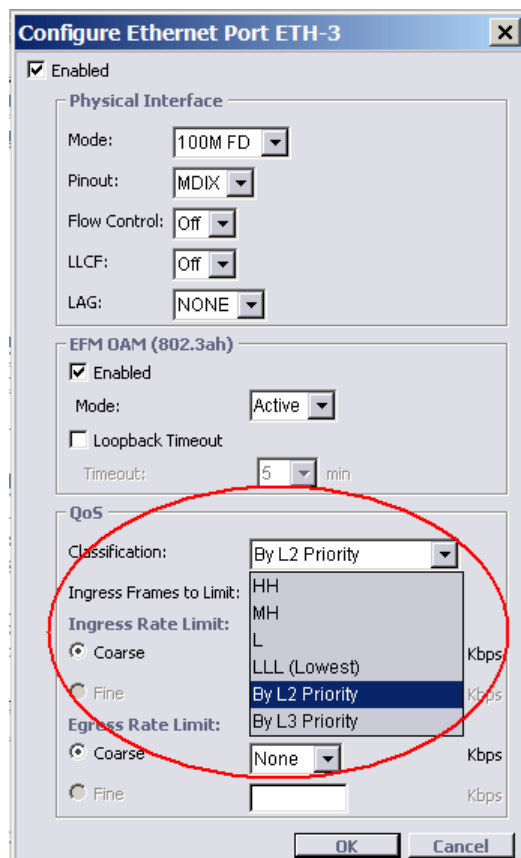 Configure Ethernet Port ETH-3
Enabled
Physical Interface
Mode: 100M FD
Pinout: MDIX
Flow Control: Off
LLCF: Off
LAG: NONE
EFM OAM (802.3ah)
Enabled
Mode: Active
Loopback Timeout
Timeout: 5 min
QoS
Classification: By L2 Priority
Ingress Frames to Limit:
HH
MH
Ingress Rate Limit:
L
Coarse Kbps
LLL (Lowest)
Fine Kbps
By L2 Priority
By L3 Priority
Egress Rate Limit:
Coarse None Kbps
Fine Kbps
OK Cancel